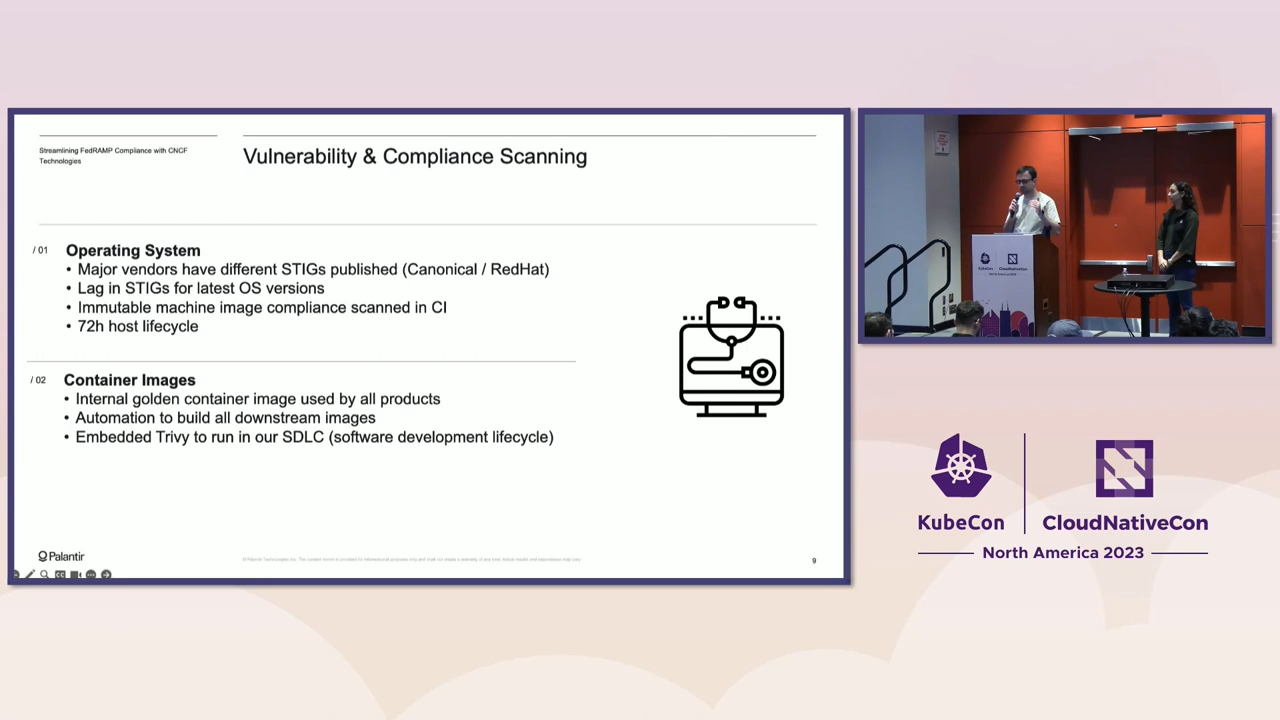 Streamlining FedRAMP Compliance with CNCF
Technologies
Vulnerability & Compliance Scanning
/ 01
Operating System
• Major vendors have different STIGs published (Canonical / RedHat)
• Lag in STIGs for latest OS versions
• Immutable machine image compliance scanned in CI
• 72h host lifecycle
/ 02
Container Images
• Internal golden container image used by all products
• Automation to build all downstream images
• Embedded Trivy to run in our SDLC (software development lifecycle)
Palantir
9
KubeCon
CloudNativeCon
KubeCon
CloudNativeCon
North America 2023